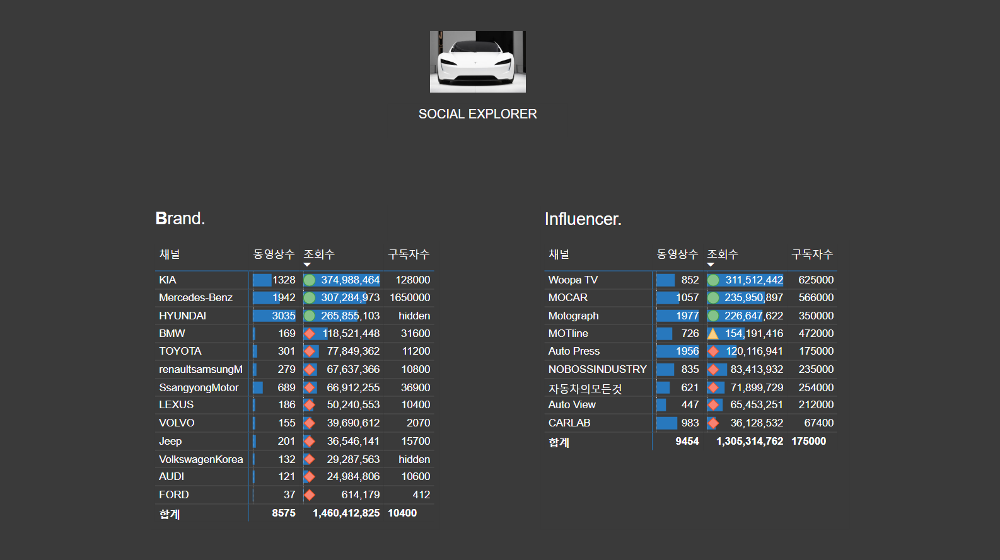 SOCIAL EXPLORER
Brand.
채널 동영상수 조회수 구독자수
KIA 1328 374,988,464 128000
Mercedes-Benz 1942 307,284,973 1650000
HYUNDAI 3035 265,855,103 hidden
BMW 169 118,521,448 31600
TOYOTA 301 77,849,362 11200
renaultsamsungM 279 67,637,366 10800
SsangyongMotor 689 66,912,255 36900
LEXUS 186 50,240,553 10400
VOLVO 155 39,690,612 2070
Jeep 201 36,546,141 15700
VolkswagenKorea 132 29,287,563 hidden
AUDI 121 24,984,806 10600
FORD 37 614,179 412
합계 8575 1,460,412,825 10400
Influencer.
채널 동영상수 조회수 구독자수
Woopa TV 852 311,512,442 625000
MOCAR 1057 235,950,897 566000
Motograph 1977 226,647,622 350000
MOTline 726 154,191,416 472000
Auto Press 1956 120,116,941 175000
NOBOSSINDUSTRY 835 83,413,932 235000
자동차의모든것 621 71,899,729 254000
Auto View 447 65,453,251 212000
CARLAB 983 36,128,532 67400
합계 9454 1,305,314,762 175000